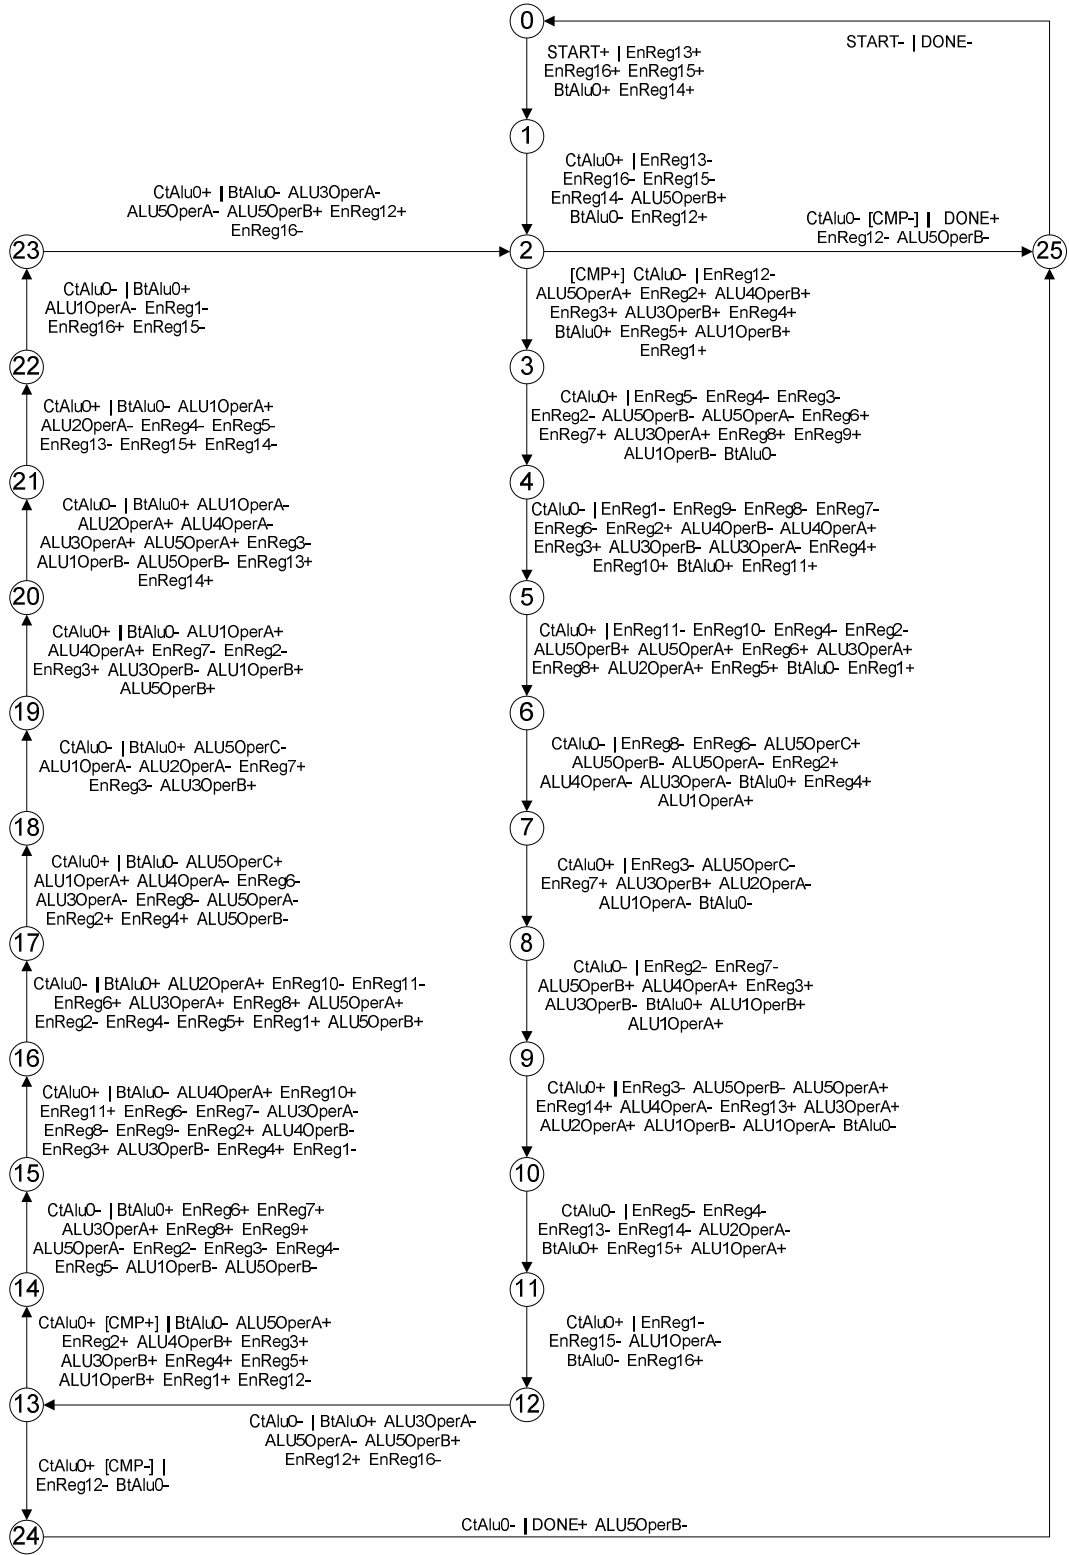 0
START- | DONE-
START+ | EnReg13+
EnReg16+ EnReg15+
BtAlu0+ EnReg14+
1
CtAlu0+ | EnReg13-
EnReg16- EnReg15-
EnReg14- ALU5OperB+
BtAlu0- EnReg12+
CtAlu0+ | BtAlu0- ALU3OperA-
ALU5OperA- ALU5OperB+ EnReg12+
EnReg16-
CtAlu0- [CMP-] | DONE+
EnReg12- ALU5OperB-
23
2
25
[CMP+] CtAlu0- | EnReg12-
ALU5OperA+ EnReg2+ ALU4OperB+
EnReg3+ ALU3OperB+ EnReg4+
BtAlu0+ EnReg5+ ALU1OperB+
EnReg1+
CtAlu0- | BtAlu0+
ALU1OperA- EnReg1-
EnReg16+ EnReg15-
22
3
CtAlu0+ | EnReg5- EnReg4- EnReg3-
EnReg2- ALU5OperB- ALU5OperA- EnReg6+
EnReg7+ ALU3OperA+ EnReg8+ EnReg9+
ALU1OperB- BtAlu0-
CtAlu0+ | BtAlu0- ALU1OperA+
ALU2OperA- EnReg4- EnReg5-
EnReg13- EnReg15+ EnReg14-
21
4
CtAlu0- | EnReg1- EnReg9- EnReg8- EnReg7-
EnReg6- EnReg2+ ALU4OperB- ALU4OperA+
EnReg3+ ALU3OperB- ALU3OperA- EnReg4+
EnReg10+ BtAlu0+ EnReg11+
CtAlu0- | BtAlu0+ ALU1OperA-
ALU2OperA+ ALU4OperA-
ALU3OperA+ ALU5OperA+ EnReg3-
ALU1OperB- ALU5OperB- EnReg13+
EnReg14+
20
5
CtAlu0+ | EnReg11- EnReg10- EnReg4- EnReg2-
ALU5OperB+ ALU5OperA+ EnReg6+ ALU3OperA+
EnReg8+ ALU2OperA+ EnReg5+ BtAlu0- EnReg1+
CtAlu0+ | BtAlu0- ALU1OperA+
ALU4OperA+ EnReg7- EnReg2-
EnReg3+ ALU3OperB- ALU1OperB+
ALU5OperB+
19
6
CtAlu0- | EnReg8- EnReg6- ALU5OperC+
ALU5OperB- ALU5OperA- EnReg2+
ALU4OperA- ALU3OperA- BtAlu0+ EnReg4+
ALU1OperA+
CtAlu0- | BtAlu0+ ALU5OperC-
ALU1OperA- ALU2OperA- EnReg7+
EnReg3- ALU3OperB+
18
7
CtAlu0+ | EnReg3- ALU5OperC-
EnReg7+ ALU3OperB+ ALU2OperA-
ALU1OperA- BtAlu0-
CtAlu0+ | BtAlu0- ALU5OperC+
ALU1OperA+ ALU4OperA- EnReg6-
ALU3OperA- EnReg8- ALU5OperA-
EnReg2+ EnReg4+ ALU5OperB-
17
8
CtAlu0- | EnReg2- EnReg7-
ALU5OperB+ ALU4OperA+ EnReg3+
ALU3OperB- BtAlu0+ ALU1OperB+
ALU1OperA+
CtAlu0- | BtAlu0+ ALU2OperA+ EnReg10- EnReg11-
EnReg6+ ALU3OperA+ EnReg8+ ALU5OperA+
EnReg2- EnReg4- EnReg5+ EnReg1+ ALU5OperB+
16
9
CtAlu0+ | EnReg3- ALU5OperB- ALU5OperA+
EnReg14+ ALU4OperA- EnReg13+ ALU3OperA+
ALU2OperA+ ALU1OperB- ALU1OperA- BtAlu0-
CtAlu0+ | BtAlu0- ALU4OperA+ EnReg10+
EnReg11+ EnReg6- EnReg7- ALU3OperA-
EnReg8- EnReg9- EnReg2+ ALU4OperB-
EnReg3+ ALU3OperB- EnReg4+ EnReg1-
15
10
CtAlu0- | EnReg5- EnReg4-
EnReg13- EnReg14- ALU2OperA-
BtAlu0+ EnReg15+ ALU1OperA+
CtAlu0- | BtAlu0+ EnReg6+ EnReg7+
ALU3OperA+ EnReg8+ EnReg9+
ALU5OperA- EnReg2- EnReg3- EnReg4-
EnReg5- ALU1OperB- ALU5OperB-
14
11
CtAlu0+ | EnReg1-
EnReg15- ALU1OperA-
BtAlu0- EnReg16+
CtAlu0+ [CMP+] | BtAlu0- ALU5OperA+
EnReg2+ ALU4OperB+ EnReg3+
ALU3OperB+ EnReg4+ EnReg5+
ALU1OperB+ EnReg1+ EnReg12-
13
12
CtAlu0- | BtAlu0+ ALU3OperA-
ALU5OperA- ALU5OperB+
EnReg12+ EnReg16-
CtAlu0+ [CMP-] |
EnReg12- BtAlu0-
24
CtAlu0- | DONE+ ALU5OperB-